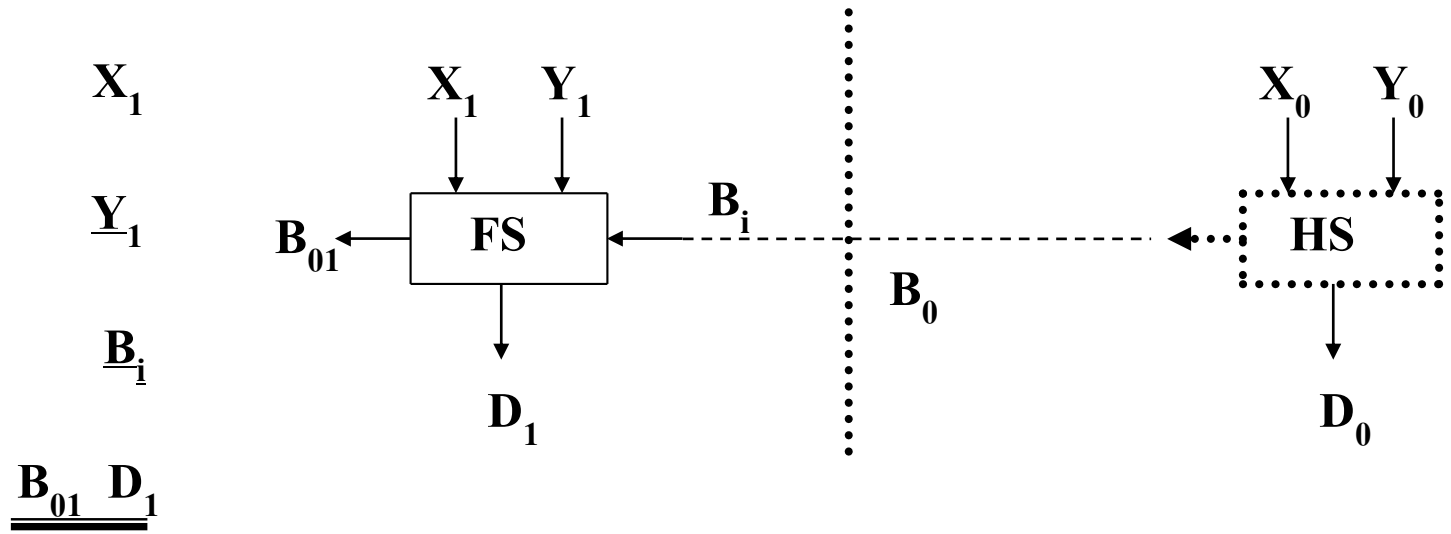 X₁ X₁ Y₁ X₀ Y₀
Y₁ B₀₁ FS Bᵢ HS
B₀
Bᵢ
D₁ D₀
B₀₁ D₁